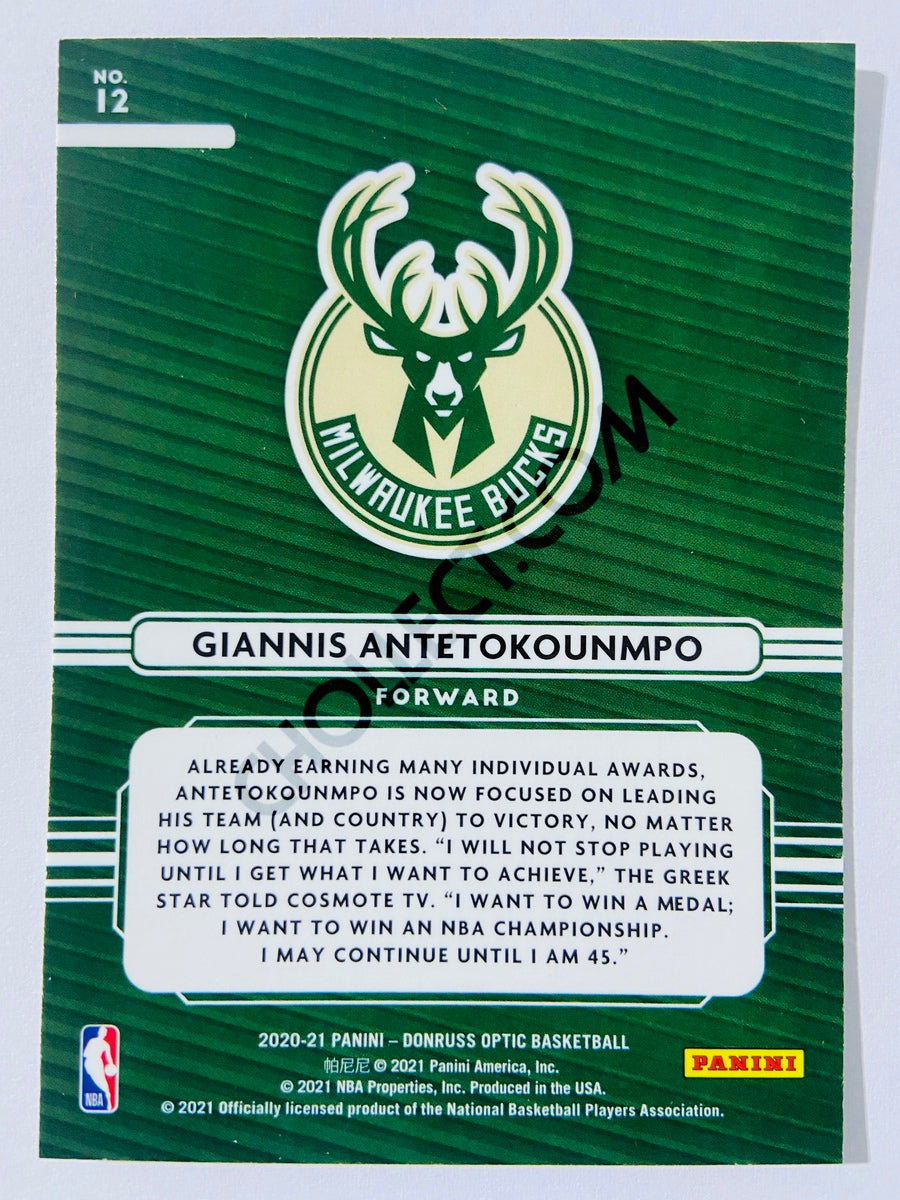 NO.
12
MILWAUKEE BUCKS
CHOLLECT.COM
GIANNIS ANTETOKOUNMPO
FORWARD
ALREADY EARNING MANY INDIVIDUAL AWARDS,
ANTETOKOUNMPO IS NOW FOCUSED ON LEADING
HIS TEAM (AND COUNTRY) TO VICTORY, NO MATTER
HOW LONG THAT TAKES. “I WILL NOT STOP PLAYING
UNTIL I GET WHAT I WANT TO ACHIEVE,” THE GREEK
STAR TOLD COSMOTE TV. “I WANT TO WIN A MEDAL;
I WANT TO WIN AN NBA CHAMPIONSHIP.
I MAY CONTINUE UNTIL I AM 45.”
2020-21 PANINI – DONRUSS OPTIC BASKETBALL
帕尼尼 © 2021 Panini America, Inc.
© 2021 NBA Properties, Inc. Produced in the USA.
© 2021 Officially licensed product of the National Basketball Players Association.
NBA
PANINI